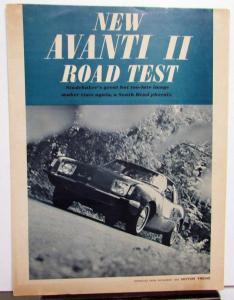 NEW
AVANTI II
ROAD TEST
Studebaker's great but too-late image
maker rises again, a South Bend phoenix
MOTOR TREND